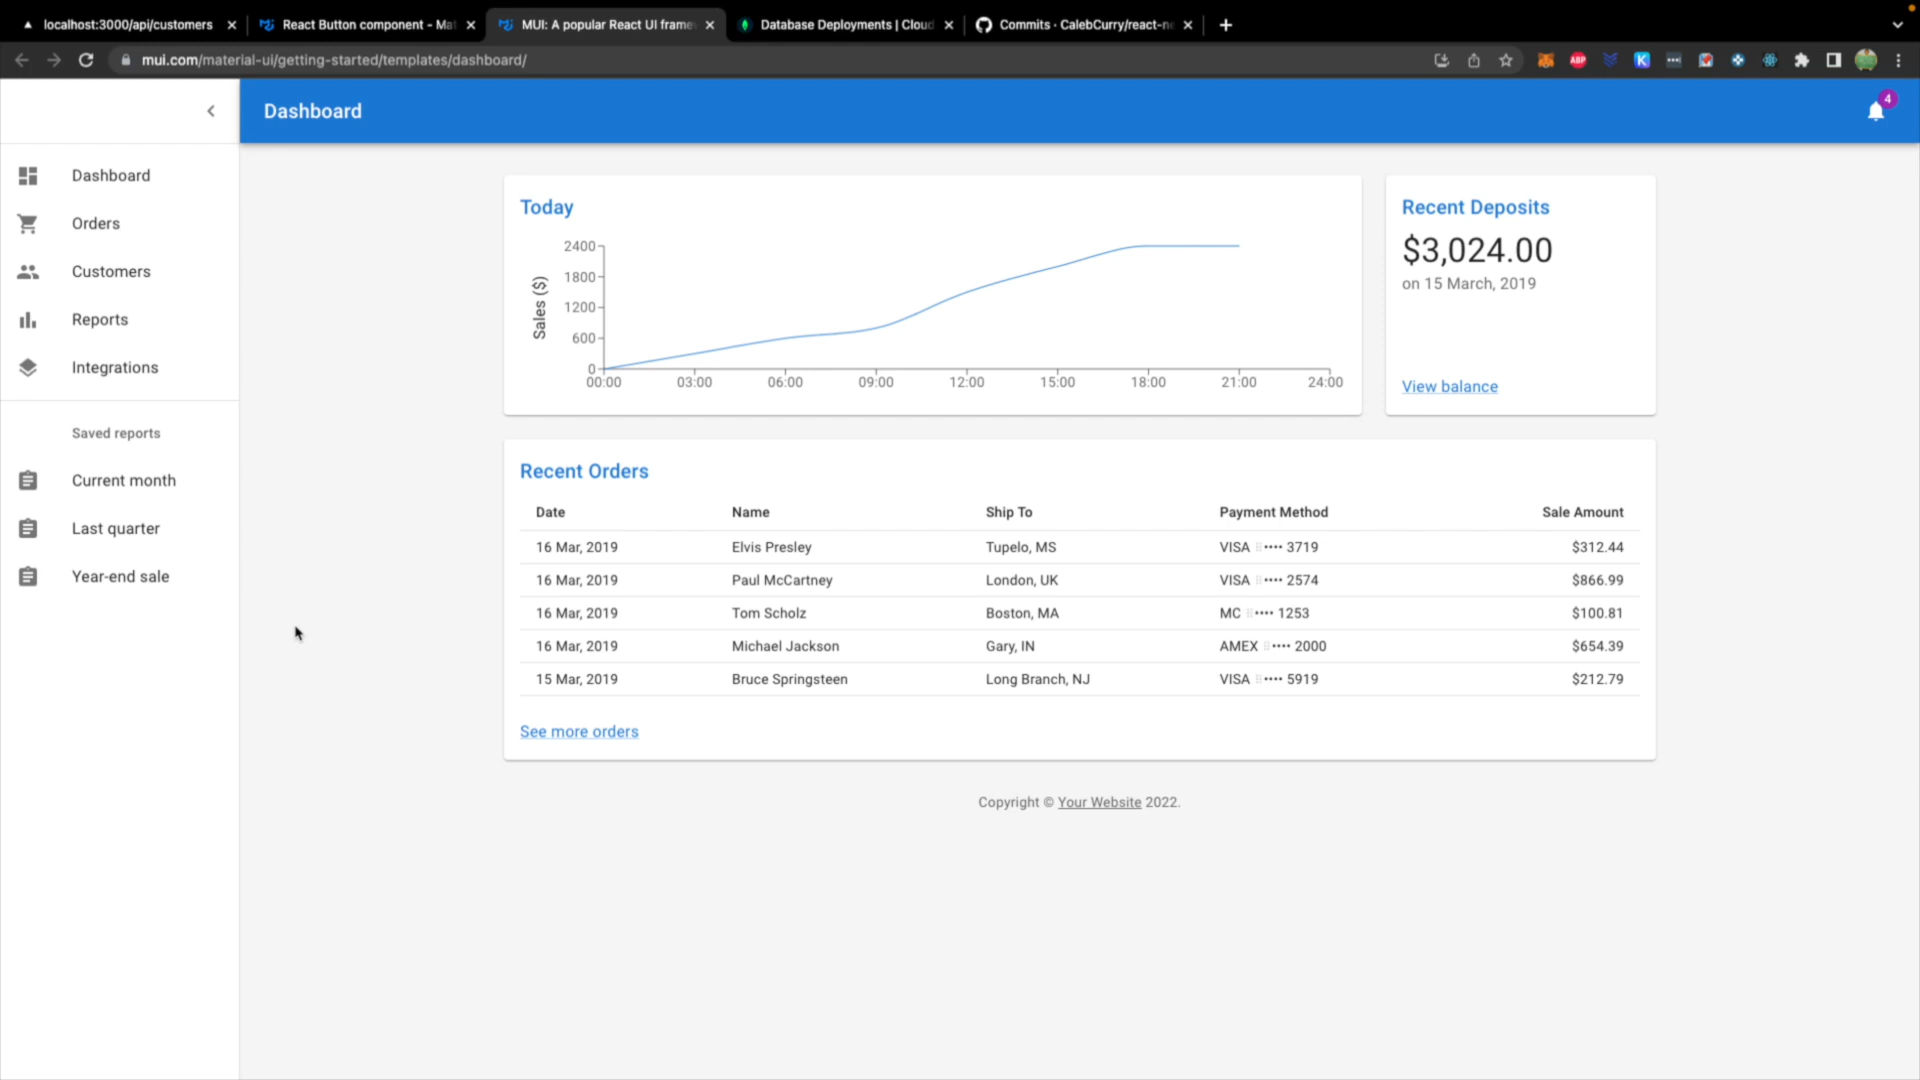 localhost:3000/api/customers
React Button component - Mat
MUI: A popular React UI frame
Database Deployments | Cloud
Commits · CalebCurry/react-ne
mui.com/material-ui/getting-started/templates/dashboard/
ABP
K
Dashboard
4
Dashboard
Orders
Customers
Reports
Integrations
Saved reports
Current month
Last quarter
Year-end sale
Today
Sales ($)
2400
1800
1200
600
0
00:00 03:00 06:00 09:00 12:00 15:00 18:00 21:00 24:00
Recent Deposits
$3,024.00
on 15 March, 2019
View balance
Recent Orders
Date Name Ship To Payment Method Sale Amount
16 Mar, 2019 Elvis Presley Tupelo, MS VISA ⠸•••• 3719 $312.44
16 Mar, 2019 Paul McCartney London, UK VISA ⠸•••• 2574 $866.99
16 Mar, 2019 Tom Scholz Boston, MA MC ⠸•••• 1253 $100.81
16 Mar, 2019 Michael Jackson Gary, IN AMEX ⠸•••• 2000 $654.39
15 Mar, 2019 Bruce Springsteen Long Branch, NJ VISA ⠸•••• 5919 $212.79
See more orders
Copyright © Your Website 2022.